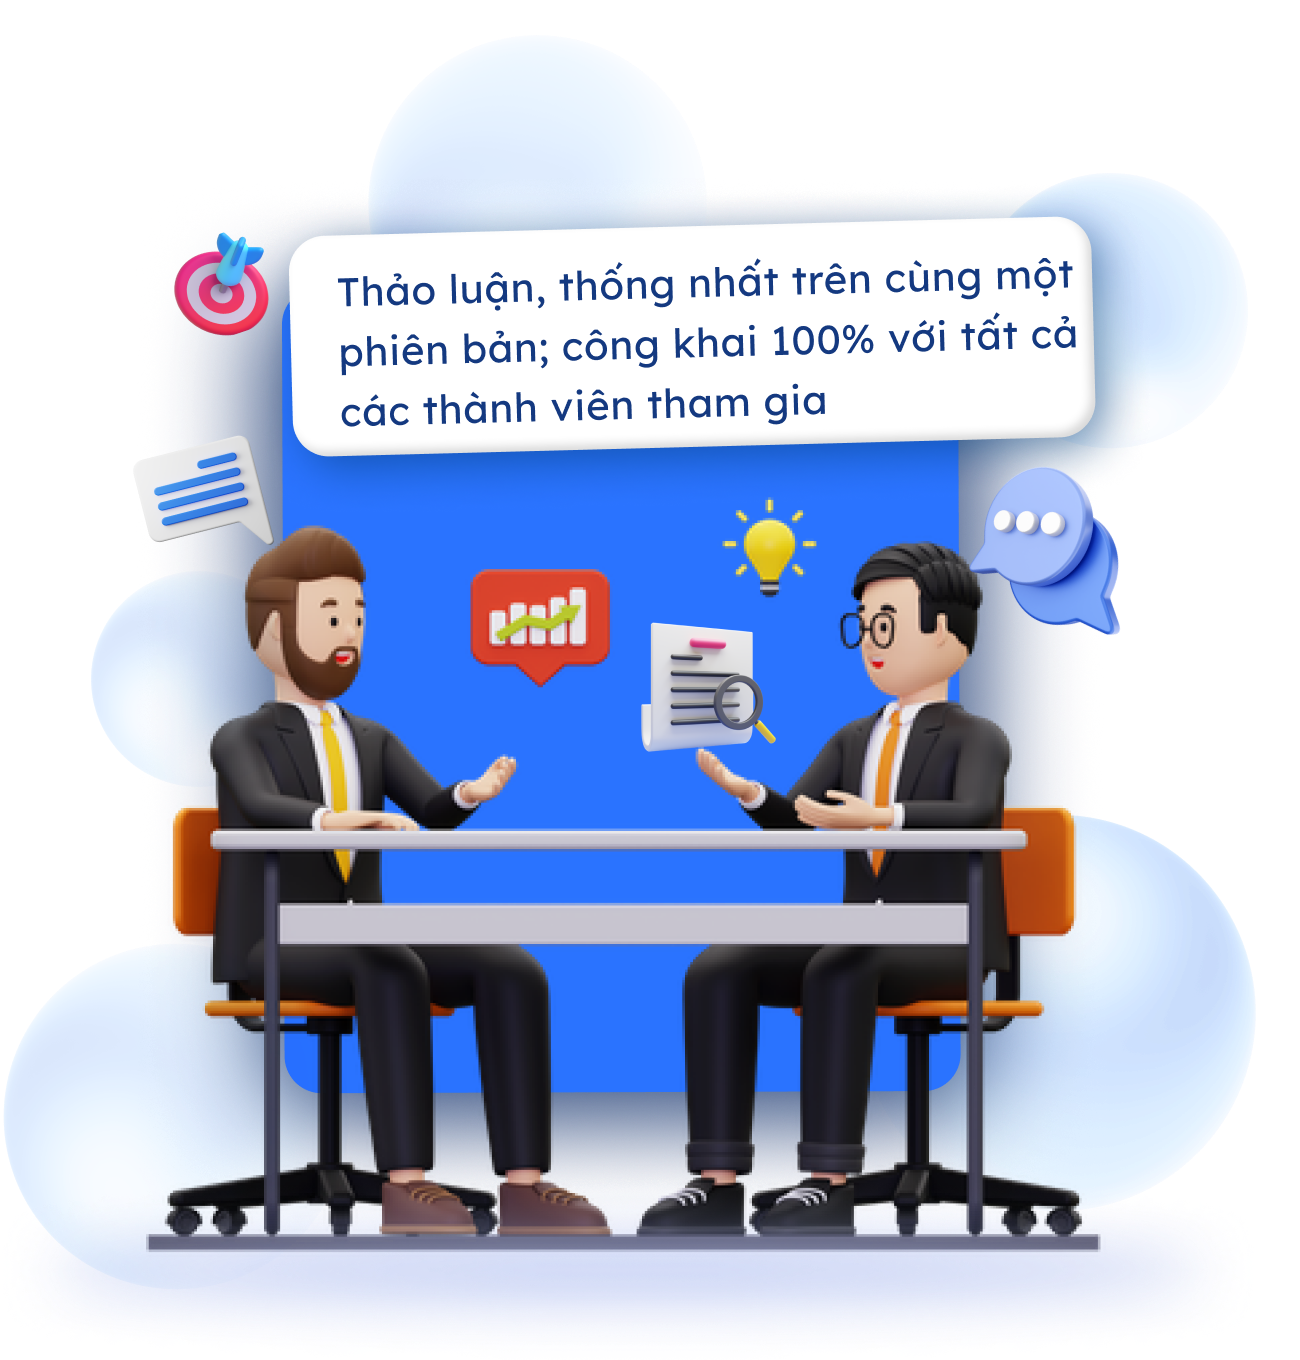 Thảo luận, thống nhất trên cùng một
phiên bản; công khai 100% với tất cả
các thành viên tham gia